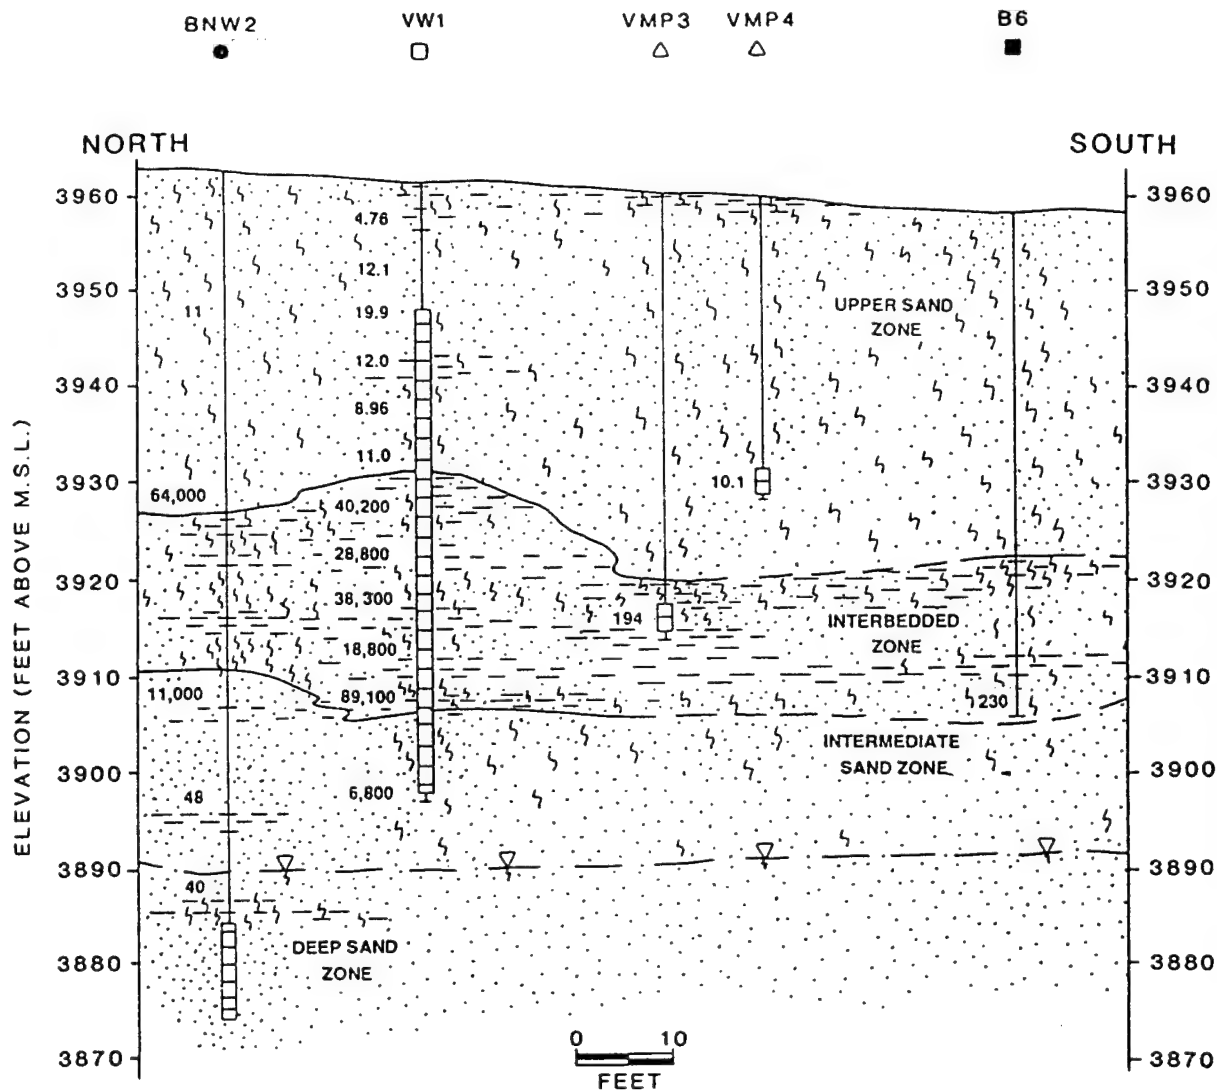 BNW2 VW1 VMP3 VMP4 B6
NORTH SOUTH
3960 3960
4.76
12.1
3950 3950
11 19.9 UPPER SAND
ZONE
12.0
3940 3940
8.96
11.0
3930 3930
64,000 10.1
40,200
28,800
3920 3920
38,300
194 INTERBEDDED
ZONE
18,800
3910 3910
11,000 89,100 230
INTERMEDIATE
SAND ZONE
3900 3900
48 6,800
3890 3890
40
DEEP SAND
ZONE
3880 3880
0 10
FEET
3870 3870
ELEVATION (FEET ABOVE M.S.L.)